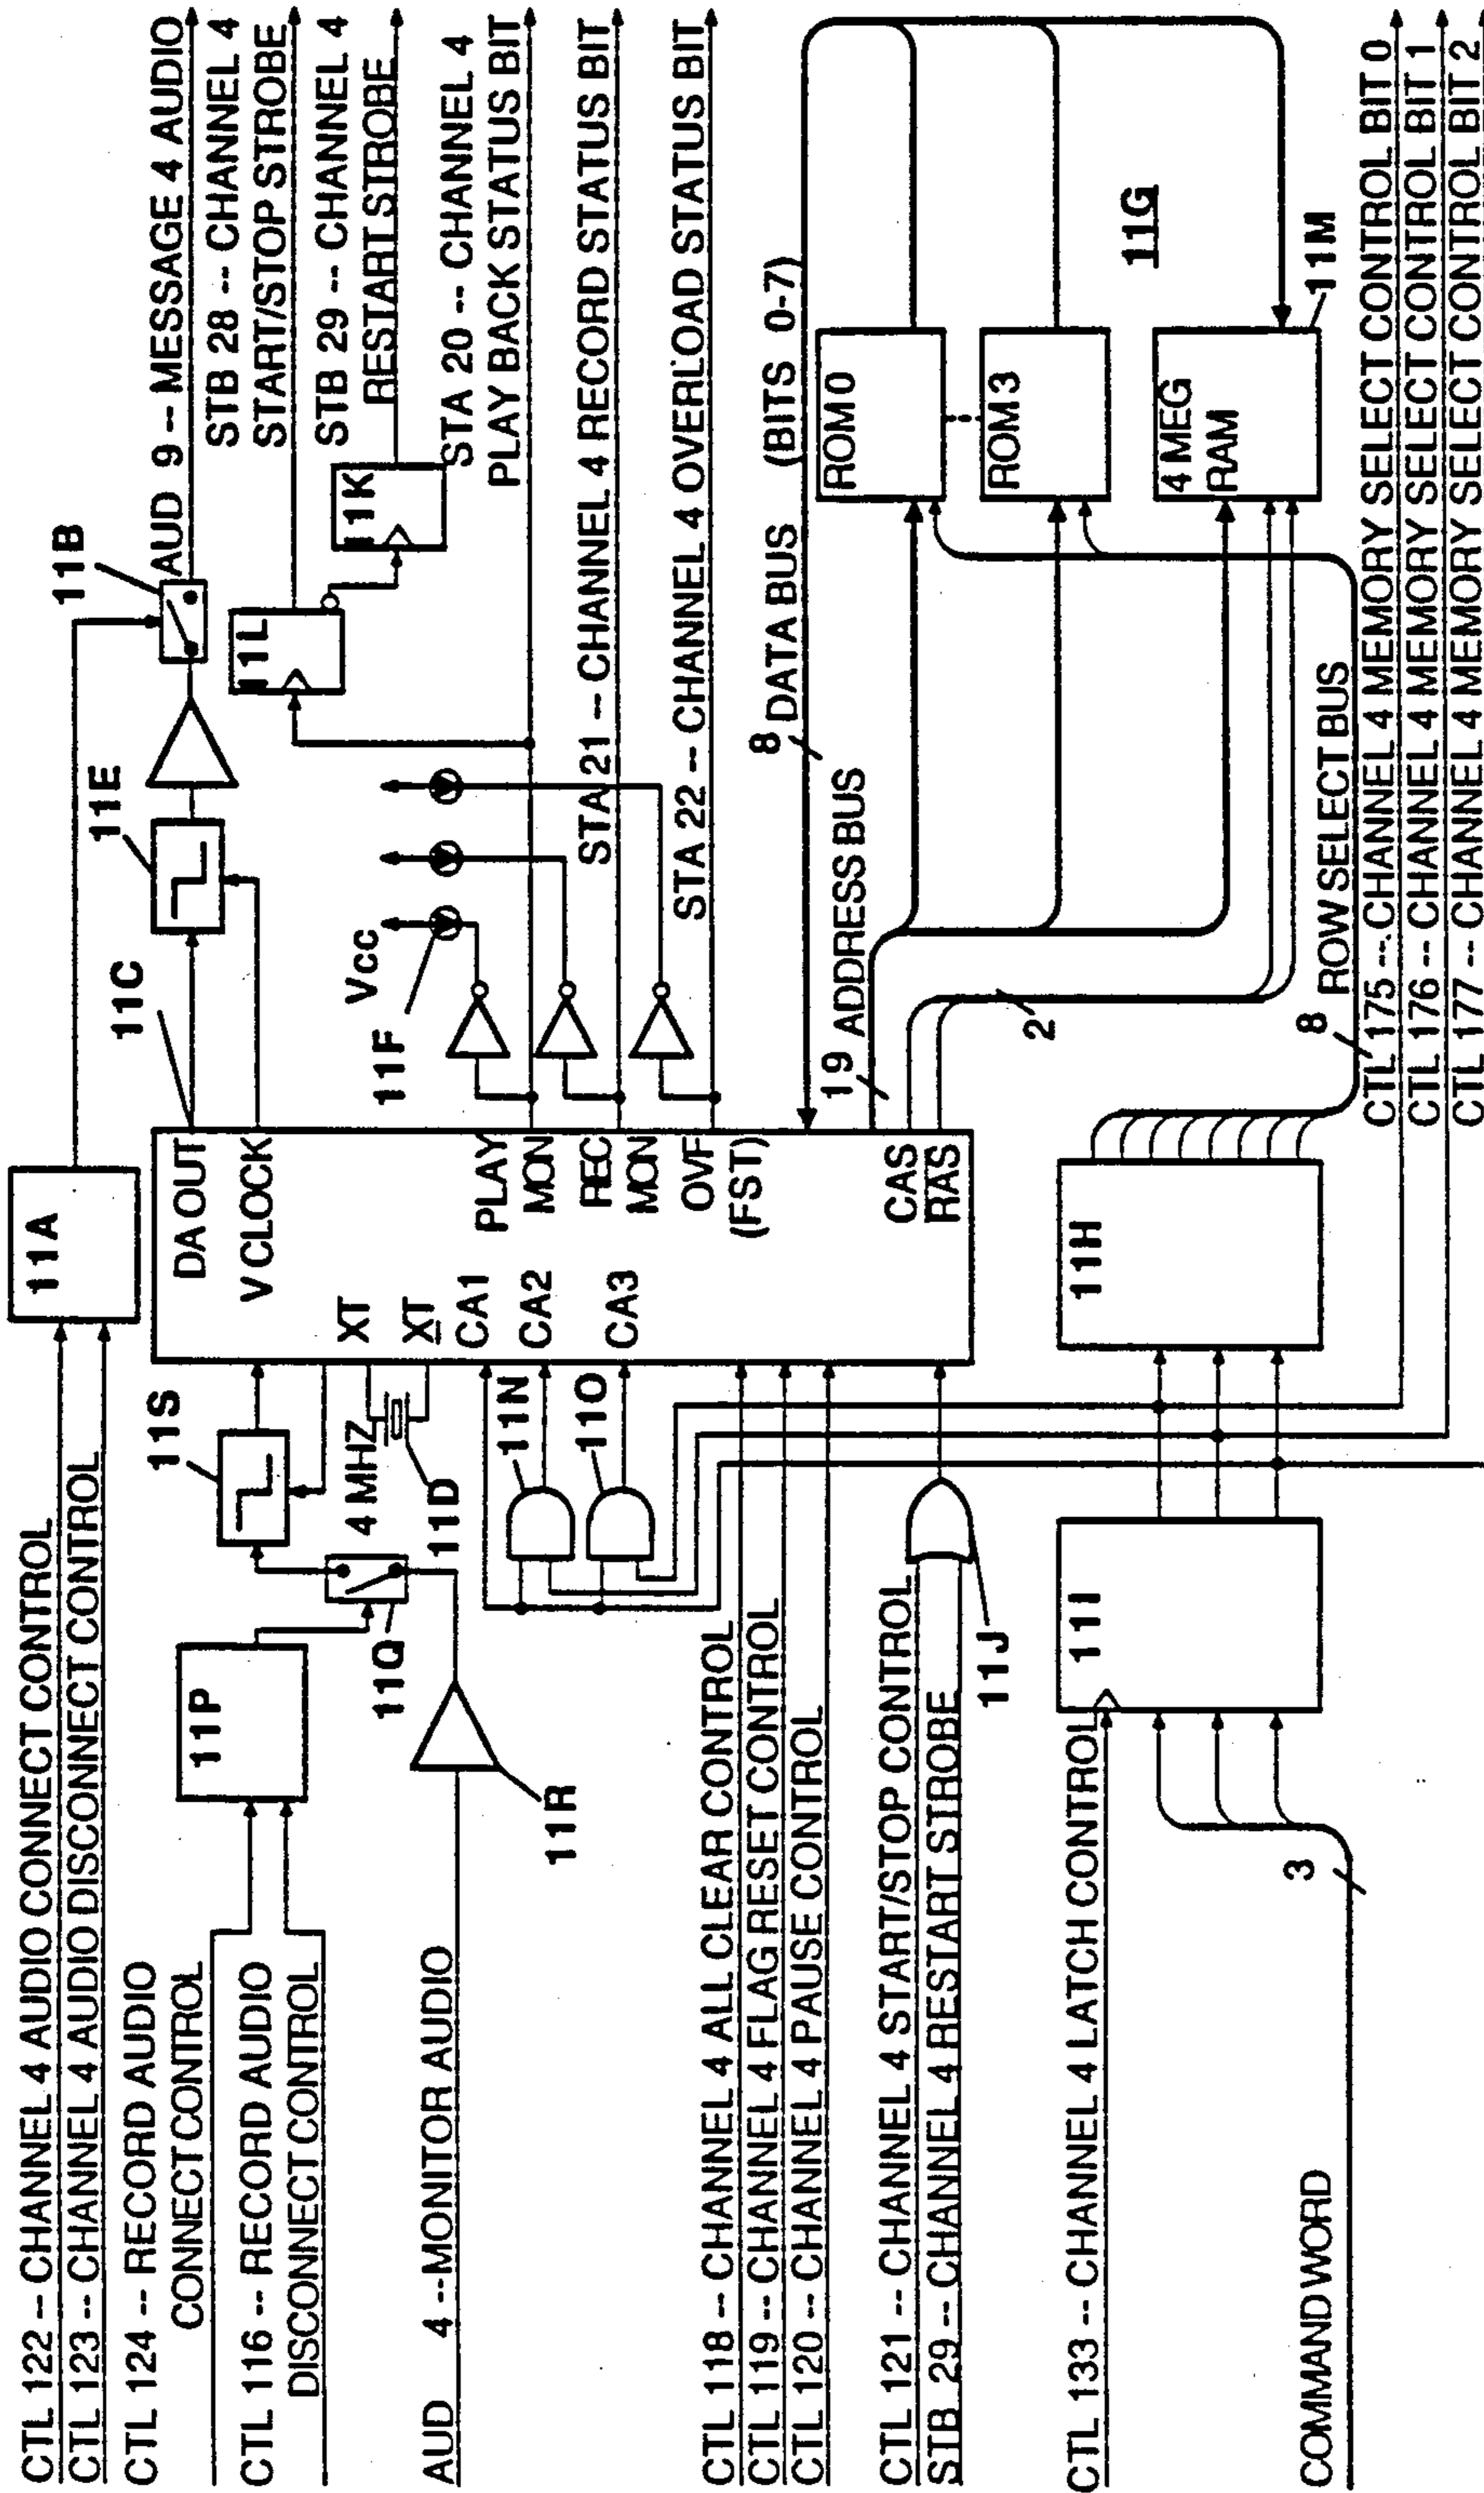 CTL 122 -- CHANNEL 4 AUDIO CONNECT CONTROL
CTL 123 -- CHANNEL 4 AUDIO DISCONNECT CONTROL
CTL 124 -- RECORD AUDIO
CONNECT CONTROL
CTL 116 -- RECORD AUDIO
DISCONNECT CONTROL
AUD 4 -- MONITOR AUDIO
CTL 118 -- CHANNEL 4 ALL CLEAR CONTROL
CTL 119 -- CHANNEL 4 FLAG RESET CONTROL
CTL 120 -- CHANNEL 4 PAUSE CONTROL
CTL 121 -- CHANNEL 4 START/STOP CONTROL
STB 29 -- CHANNEL 4 RESTART STROBE
CTL 133 -- CHANNEL 4 LATCH CONTROL
COMMAND WORD
3
11P
11R
11Q
11S
4 MHZ
11D
11N
11O
11J
11I
11A
DA OUT
V CLOCK
XT
XT
CA1
CA2
CA3
PLAY
MON
REC
MON
OVF
(FST)
CAS
RAS
11H
11C
11E
11B
11F
Vcc
11L
11K
AUD 9 -- MESSAGE 4 AUDIO
STB 28 -- CHANNEL 4
START/STOP STROBE
STB 29 -- CHANNEL 4
RESTART STROBE
STA 20 -- CHANNEL 4
PLAY BACK STATUS BIT
STA 21 -- CHANNEL 4 RECORD STATUS BIT
STA 22 -- CHANNEL 4 OVERLOAD STATUS BIT
8 DATA BUS (BITS 0-7)
19 ADDRESS BUS
2
8
ROW SELECT BUS
ROM 0
ROM 3
4 MEG
RAM
11G
11M
CTL 175 -- CHANNEL 4 MEMORY SELECT CONTROL BIT 0
CTL 176 -- CHANNEL 4 MEMORY SELECT CONTROL BIT 1
CTL 177 -- CHANNEL 4 MEMORY SELECT CONTROL BIT 2